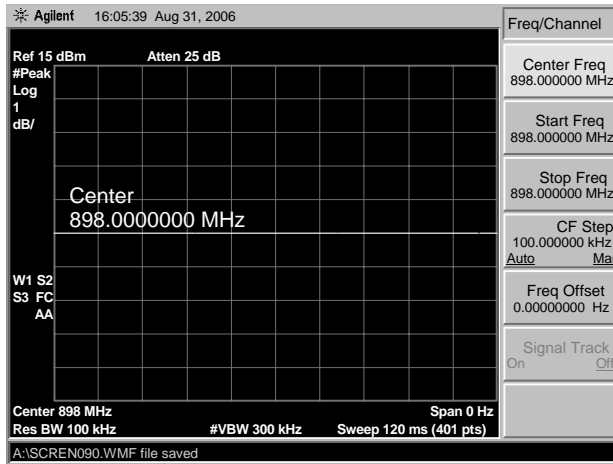 Agilent 16:05:39 Aug 31, 2006
Freq/Channel
Ref 15 dBm Atten 25 dB
#Peak
Log
1
dB/
Center
898.0000000 MHz
W1 S2
S3 FC
AA
Center 898 MHz Span 0 Hz
Res BW 100 kHz #VBW 300 kHz Sweep 120 ms (401 pts)
A:\SCREN090.WMF file saved
Center Freq
898.000000 MHz
Start Freq
898.000000 MHz
Stop Freq
898.000000 MHz
CF Step
100.000000 kHz
Auto Ma
Freq Offset
0.00000000 Hz
Signal Track
On Off